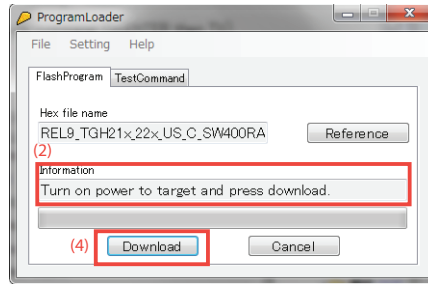 ProgramLoader
File Setting Help
FlashProgram TestCommand
Hex file name
REL9_TGH21x_22x_US_C_SW400RA Reference
(2)
Information
Turn on power to target and press download.
(4) Download Cancel